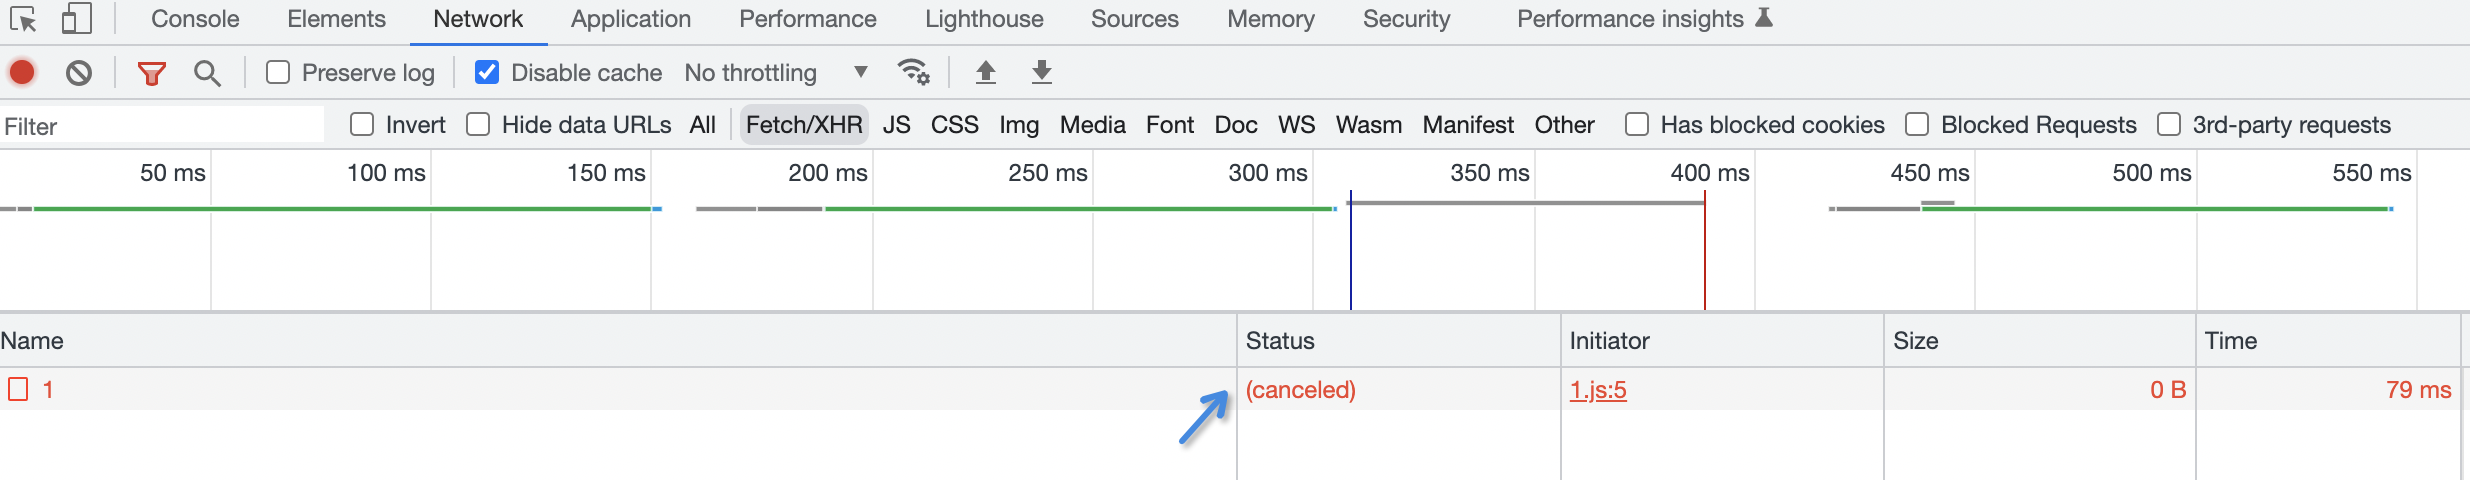 Console Elements Network Application Performance Lighthouse Sources Memory Security Performance insights
Preserve log Disable cache No throttling
Filter Invert Hide data URLs All Fetch/XHR JS CSS Img Media Font Doc WS Wasm Manifest Other Has blocked cookies Blocked Requests 3rd-party requests
50 ms 100 ms 150 ms 200 ms 250 ms 300 ms 350 ms 400 ms 450 ms 500 ms 550 ms
Name Status Initiator Size Time
1 (canceled) 1.js:5 0 B 79 ms